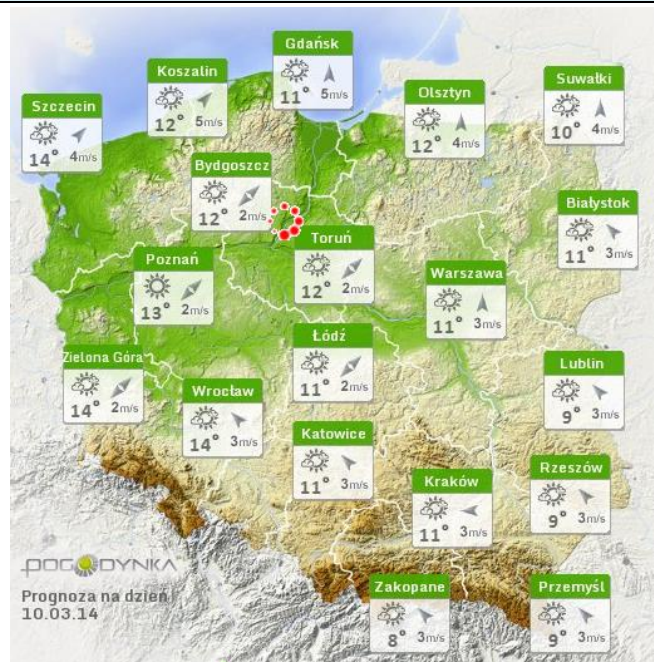 Gdańsk
11° 5m/s
Koszalin
12° 5m/s
Olsztyn
12° 4m/s
Suwałki
10° 4m/s
Szczecin
14° 4m/s
Bydgoszcz
12° 2m/s
Białystok
11° 3m/s
Toruń
12° 2m/s
Poznań
13° 2m/s
Warszawa
11° 3m/s
Łódź
11° 2m/s
Zielona Góra
14° 2m/s
Wrocław
14° 3m/s
Lublin
9° 3m/s
Katowice
11° 3m/s
Kraków
11° 3m/s
Rzeszów
9° 3m/s
POGODYNKA
Prognoza na dzień
10.03.14
Zakopane
8° 3m/s
Przemyśl
9° 3m/s